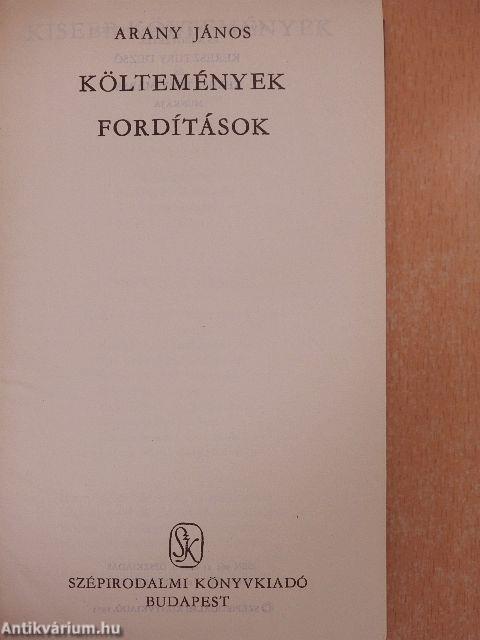 ARANY JÁNOS
KÖLTEMÉNYEK
FORDÍTÁSOK
SZK
SZÉPIRODALMI KÖNYVKIADÓ
BUDAPEST
Antikvárium.hu